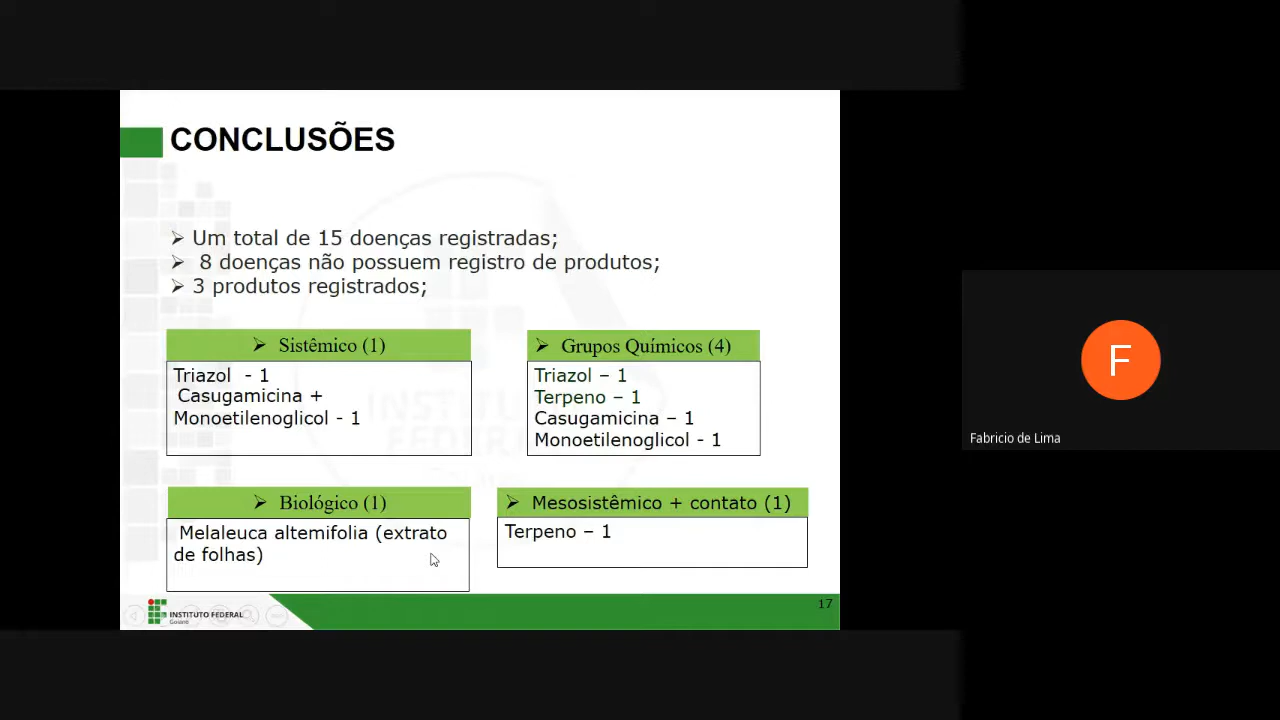 CONCLUSÕES
➢ Um total de 15 doenças registradas;
➢ 8 doenças não possuem registro de produtos;
➢ 3 produtos registrados;
➢ Sistêmico (1)
Triazol - 1
Casugamicina +
Monoetilenoglicol - 1
➢ Grupos Químicos (4)
Triazol – 1
Terpeno – 1
Casugamicina – 1
Monoetilenoglicol - 1
➢ Biológico (1)
Melaleuca altemifolia (extrato
de folhas)
➢ Mesosistêmico + contato (1)
Terpeno – 1
17
INSTITUTO FEDERAL
Goiano
F
Fabricio de Lima